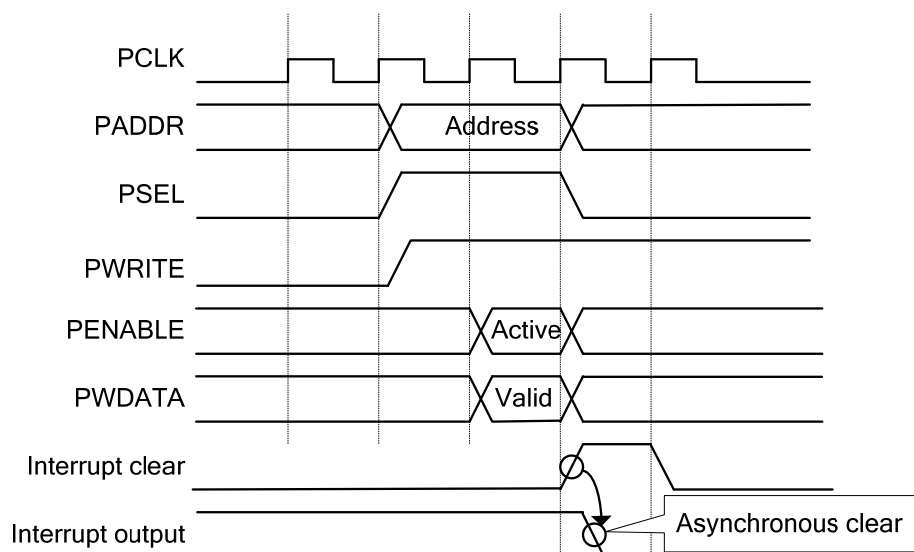 PCLK
PADDR
Address
PSEL
PWRITE
PENABLE
Active
PWDATA
Valid
Interrupt clear
Interrupt output
Asynchronous clear